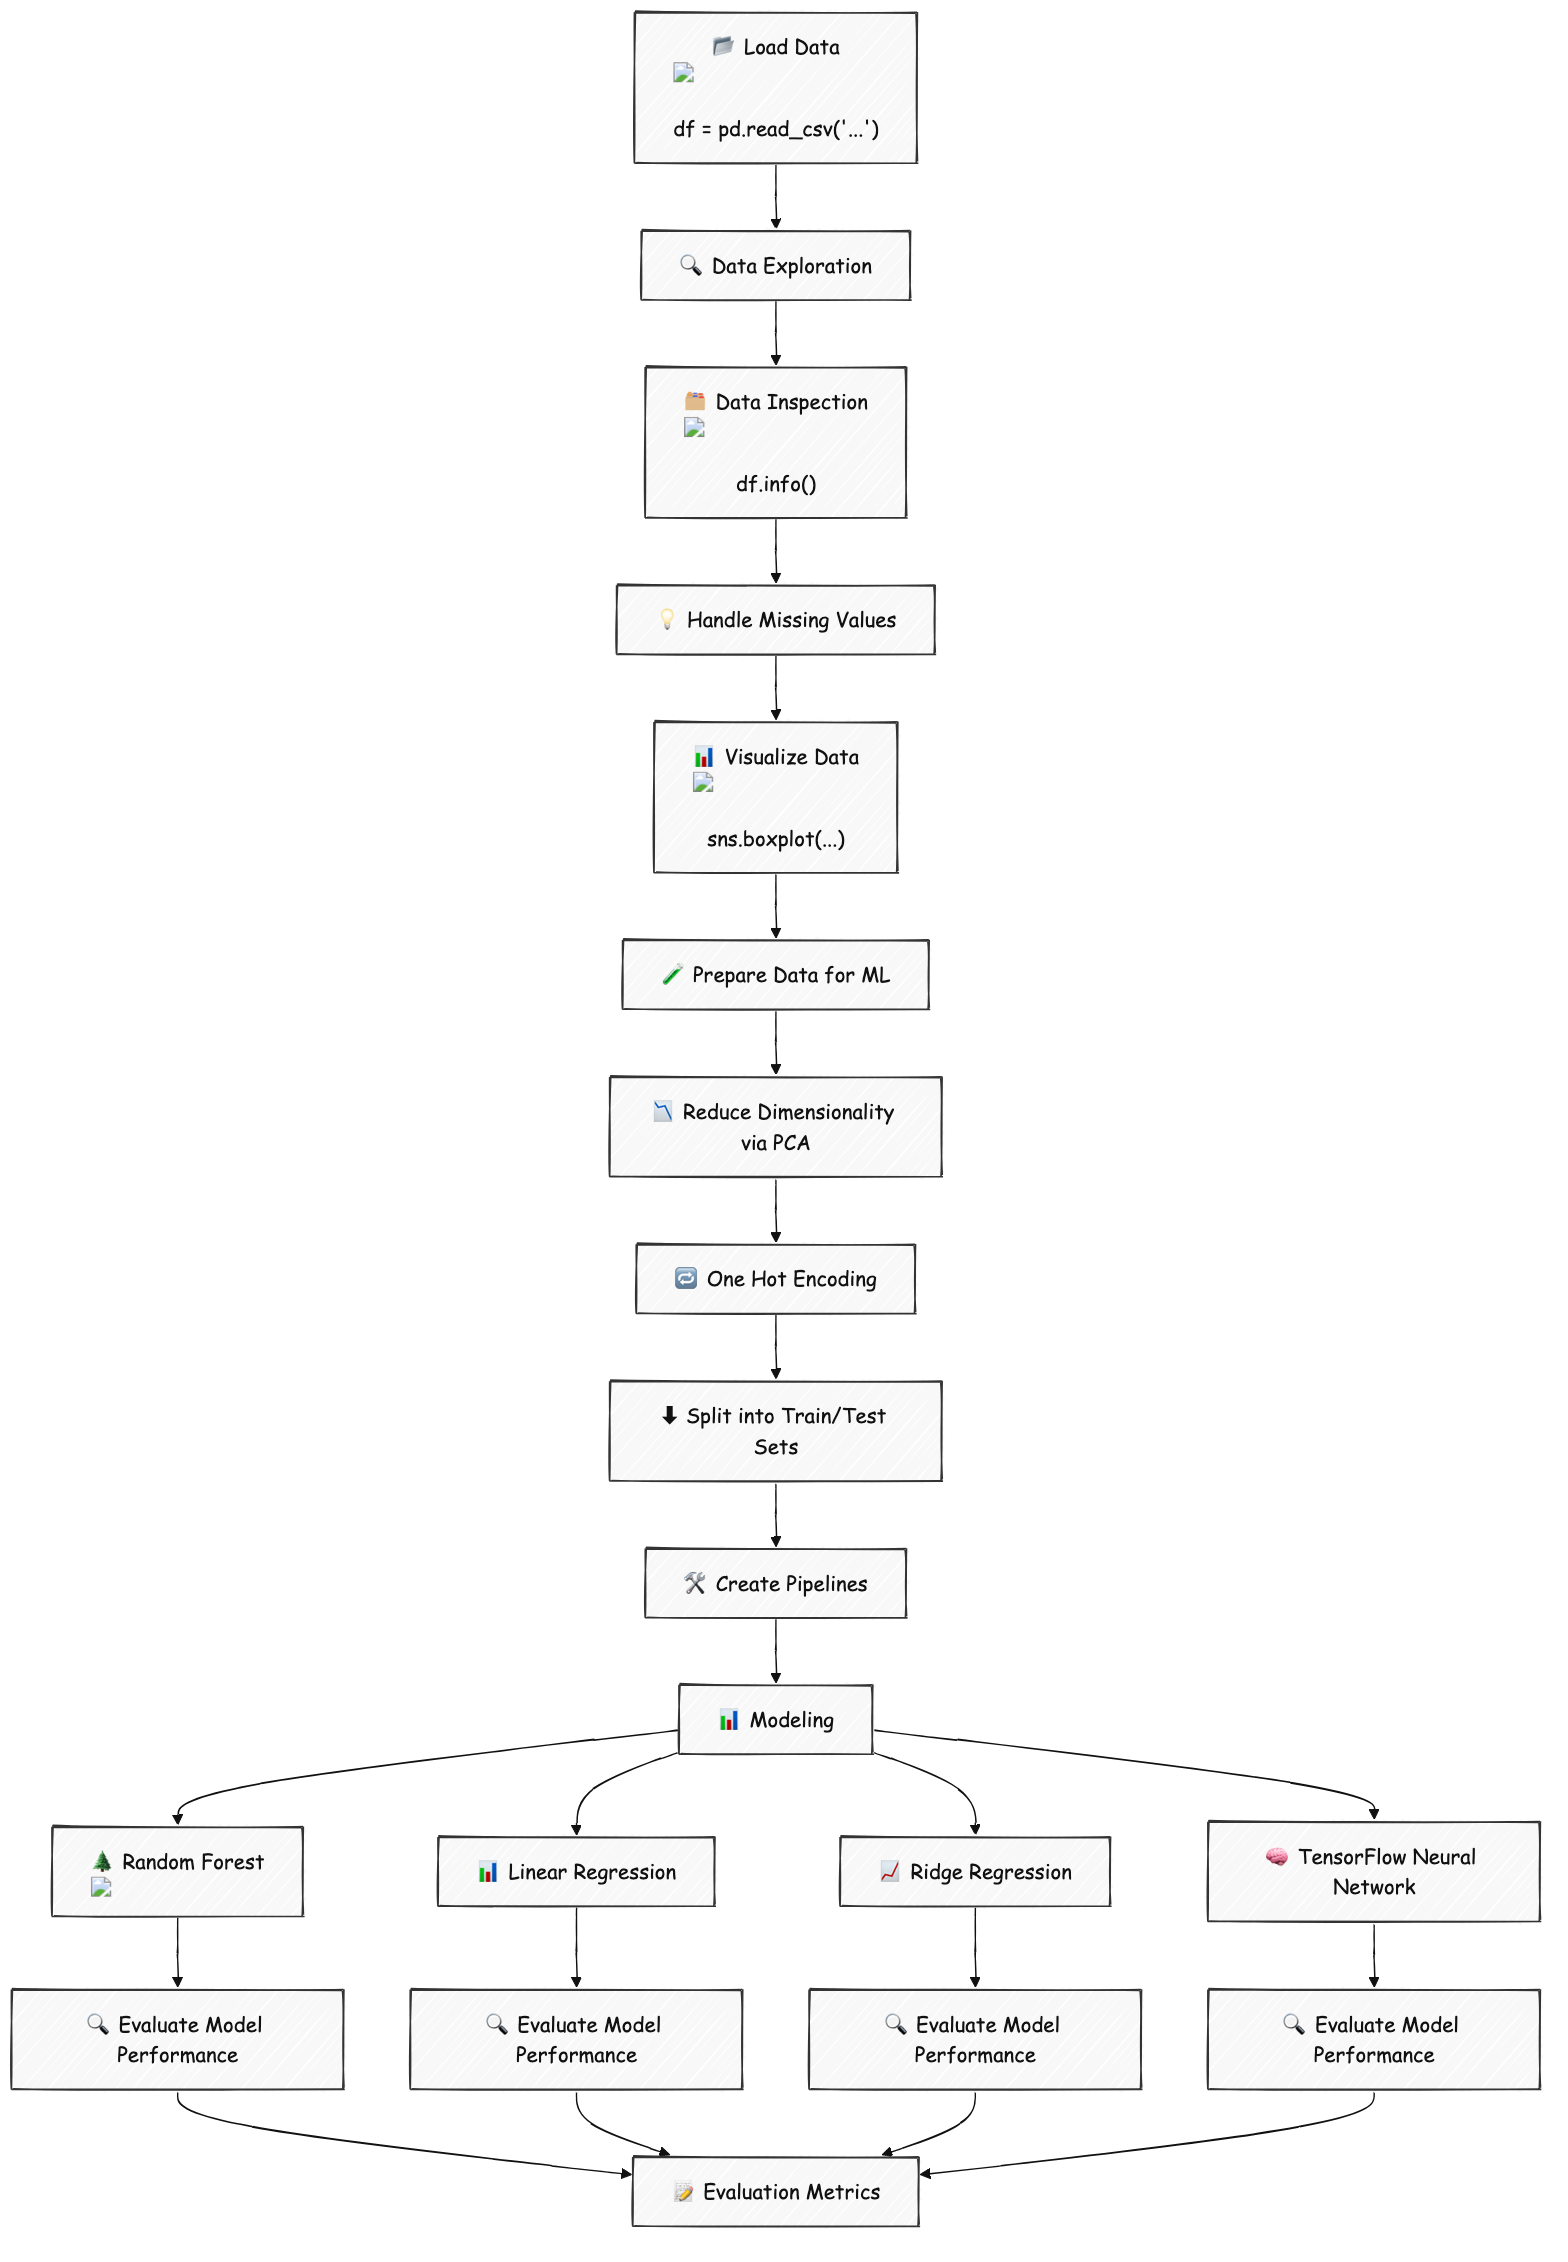 📂 Load Data
df = pd.read_csv('...')
🔍 Data Exploration
🗂️ Data Inspection
df.info()
💡 Handle Missing Values
📊 Visualize Data
sns.boxplot(...)
🧪 Prepare Data for ML
📉 Reduce Dimensionality
via PCA
🔁 One Hot Encoding
⬇ Split into Train/Test
Sets
🛠️ Create Pipelines
📊 Modeling
🌲 Random Forest
📊 Linear Regression
📈 Ridge Regression
🧠 TensorFlow Neural
Network
🔍 Evaluate Model
Performance
🔍 Evaluate Model
Performance
🔍 Evaluate Model
Performance
🔍 Evaluate Model
Performance
📝 Evaluation Metrics